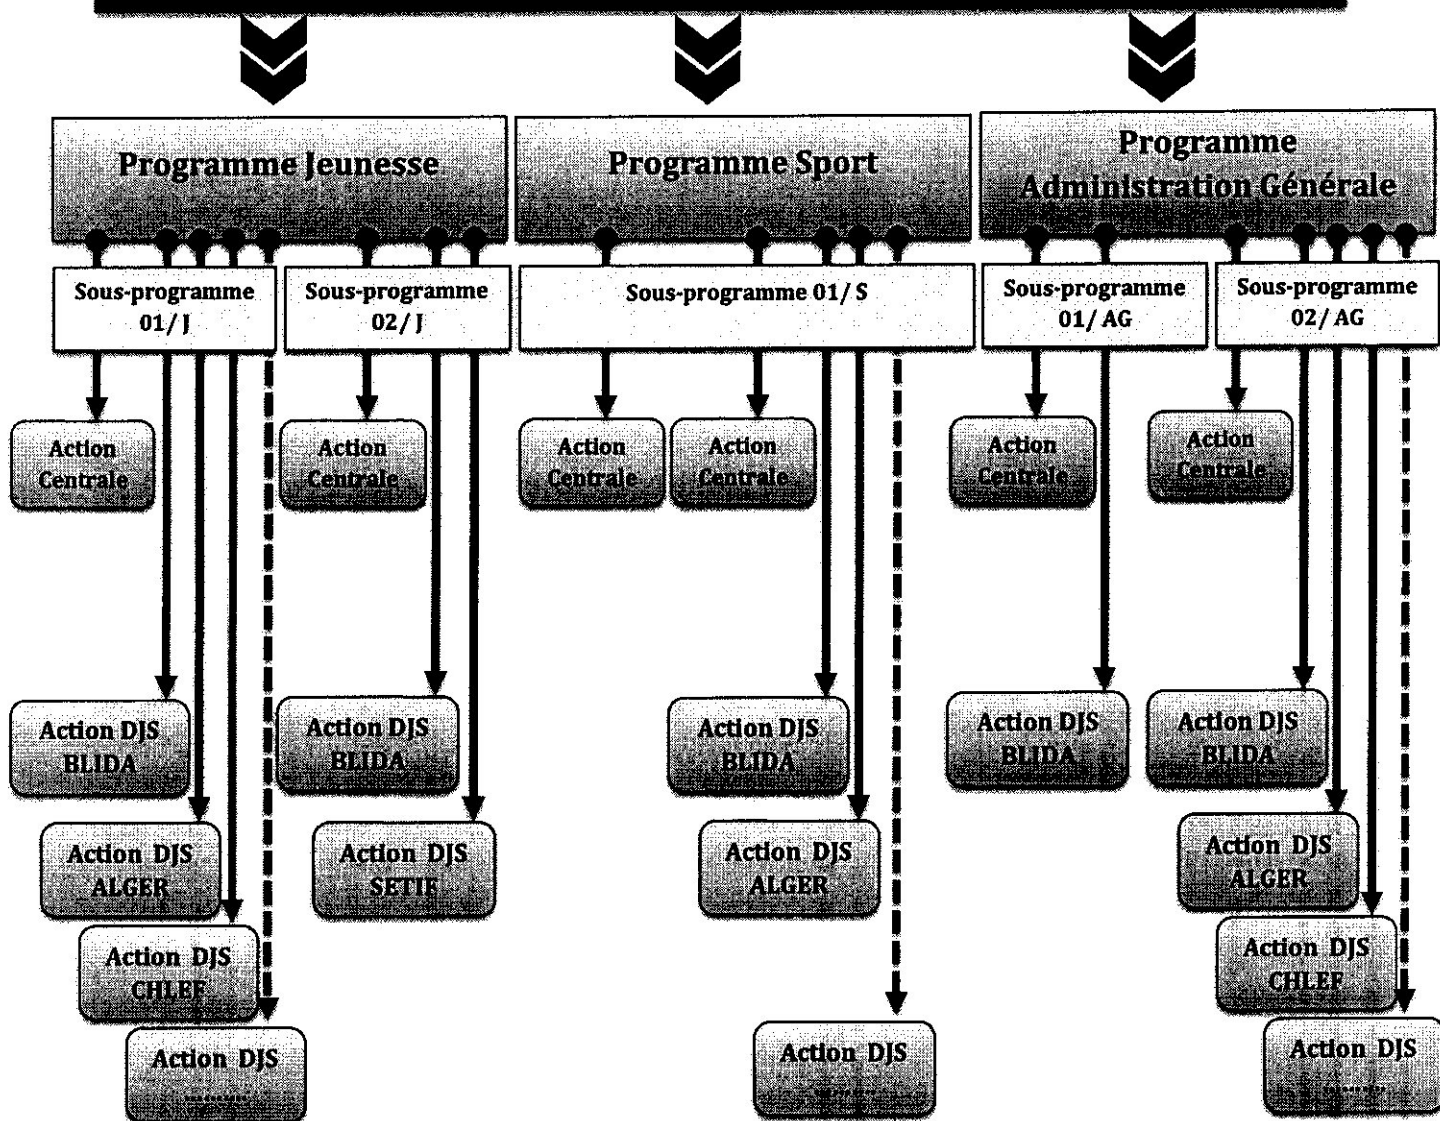 Programme Jeunesse
Programme Sport
Programme
Administration Générale
Sous-programme
01/ J
Sous-programme
02/ J
Sous-programme 01/ S
Sous-programme
01/ AG
Sous-programme
02/ AG
Action
Centrale
Action
Centrale
Action
Centrale
Action
Centrale
Action
Centrale
Action
Centrale
Action DJS
BLIDA
Action DJS
BLIDA
Action DJS
BLIDA
Action DJS
BLIDA
Action DJS
BLIDA
Action DJS
ALGER
Action DJS
SETIF
Action DJS
ALGER
Action DJS
ALGER
Action DJS
CHLEF
Action DJS
CHLEF
Action DJS
..........
Action DJS
..........
Action DJS
..........